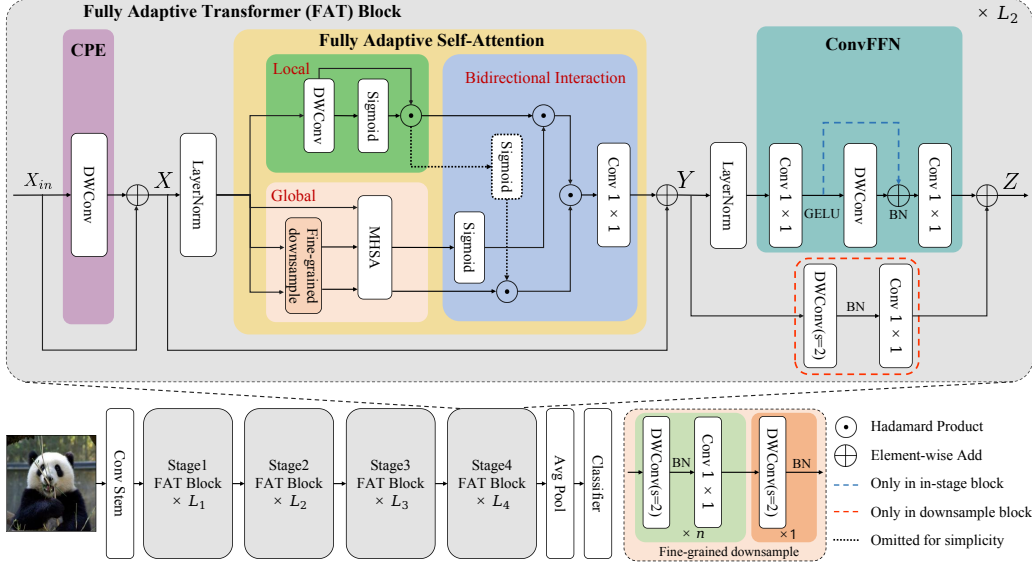 Fully Adaptive Transformer (FAT) Block
× L₂
CPE
Fully Adaptive Self-Attention
ConvFFN
Local
Bidirectional Interaction
DWConv
Sigmoid
Sigmoid
X_in
DWConv
X
LayerNorm
Conv 1 × 1
Y
LayerNorm
Conv 1 × 1
GELU
DWConv
BN
Conv 1 × 1
Z
Global
Fine-grained
downsample
MHSA
Sigmoid
DWConv(s=2)
BN
Conv 1 × 1
Conv Stem
Stage1
FAT Block
× L₁
Stage2
FAT Block
× L₂
Stage3
FAT Block
× L₃
Stage4
FAT Block
× L₄
Avg Pool
Classifier
DWConv(s=2)
BN
Conv 1 × 1
× n
DWConv(s=2)
BN
×1
Fine-grained downsample
Hadamard Product
Element-wise Add
Only in in-stage block
Only in downsample block
Omitted for simplicity